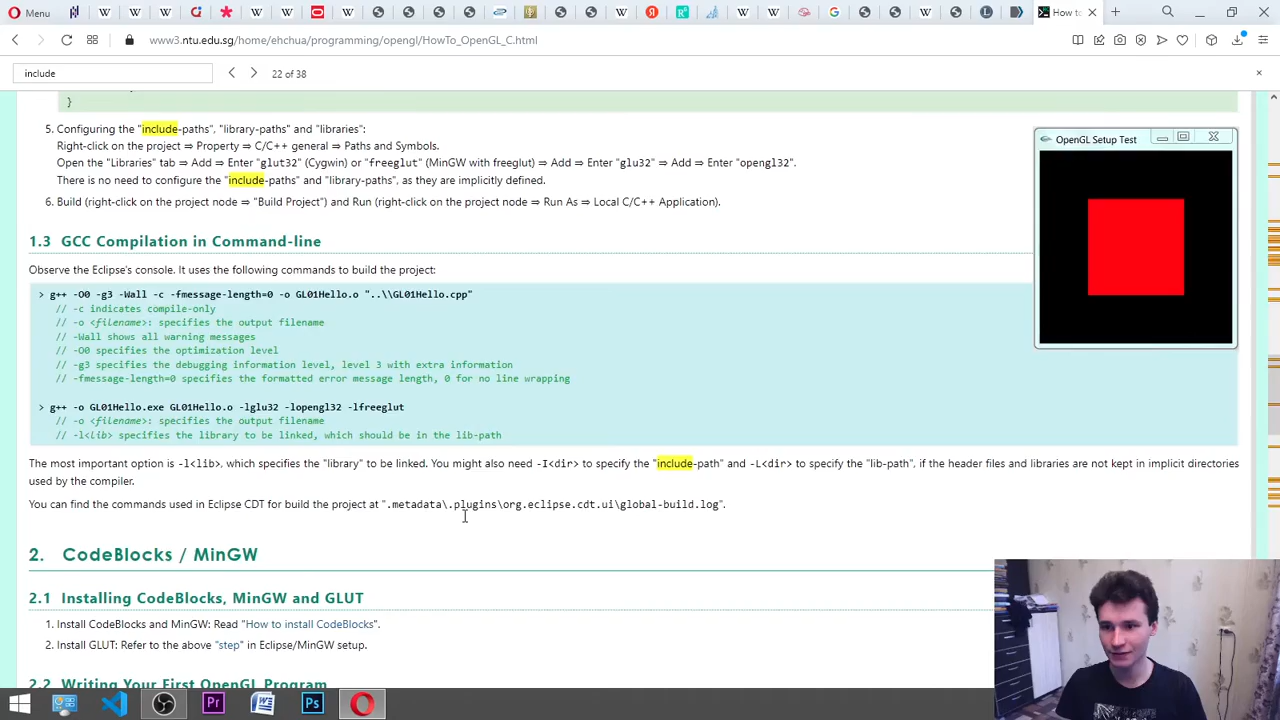 How to
www3.ntu.edu.sg/home/ehchua/programming/opengl/HowTo_OpenGL_C.html
include
22 of 38
}
5. Configuring the "include-paths", "library-paths" and "libraries":
Right-click on the project ⇒ Property ⇒ C/C++ general ⇒ Paths and Symbols.
Open the "Libraries" tab ⇒ Add ⇒ Enter "glut32" (Cygwin) or "freeglut" (MinGW with freeglut) ⇒ Add ⇒ Enter "glu32" ⇒ Add ⇒ Enter "opengl32".
There is no need to configure the "include-paths" and "library-paths", as they are implicitly defined.
6. Build (right-click on the project node ⇒ "Build Project") and Run (right-click on the project node ⇒ Run As ⇒ Local C/C++ Application).
OpenGL Setup Test
1.3 GCC Compilation in Command-line
Observe the Eclipse's console. It uses the following commands to build the project:
> g++ -O0 -g3 -Wall -c -fmessage-length=0 -o GL01Hello.o "..\\GL01Hello.cpp"
// -c indicates compile-only
// -o <filename>: specifies the output filename
// -Wall shows all warning messages
// -O0 specifies the optimization level
// -g3 specifies the debugging information level, level 3 with extra information
// -fmessage-length=0 specifies the formatted error message length, 0 for no line wrapping
> g++ -o GL01Hello.exe GL01Hello.o -lglu32 -lopengl32 -lfreeglut
// -o <filename>: specifies the output filename
// -l<lib> specifies the library to be linked, which should be in the lib-path
The most important option is -l<lib>, which specifies the "library" to be linked. You might also need -I<dir> to specify the "include-path" and -L<dir> to specify the "lib-path", if the header files and libraries are not kept in implicit directories
used by the compiler.
You can find the commands used in Eclipse CDT for build the project at ".metadata\.plugins\org.eclipse.cdt.ui\global-build.log".
2. CodeBlocks / MinGW
2.1 Installing CodeBlocks, MinGW and GLUT
1. Install CodeBlocks and MinGW: Read "How to install CodeBlocks".
2. Install GLUT: Refer to the above "step" in Eclipse/MinGW setup.
2.2 Writing Your First OpenGL Program
Pr
Ps